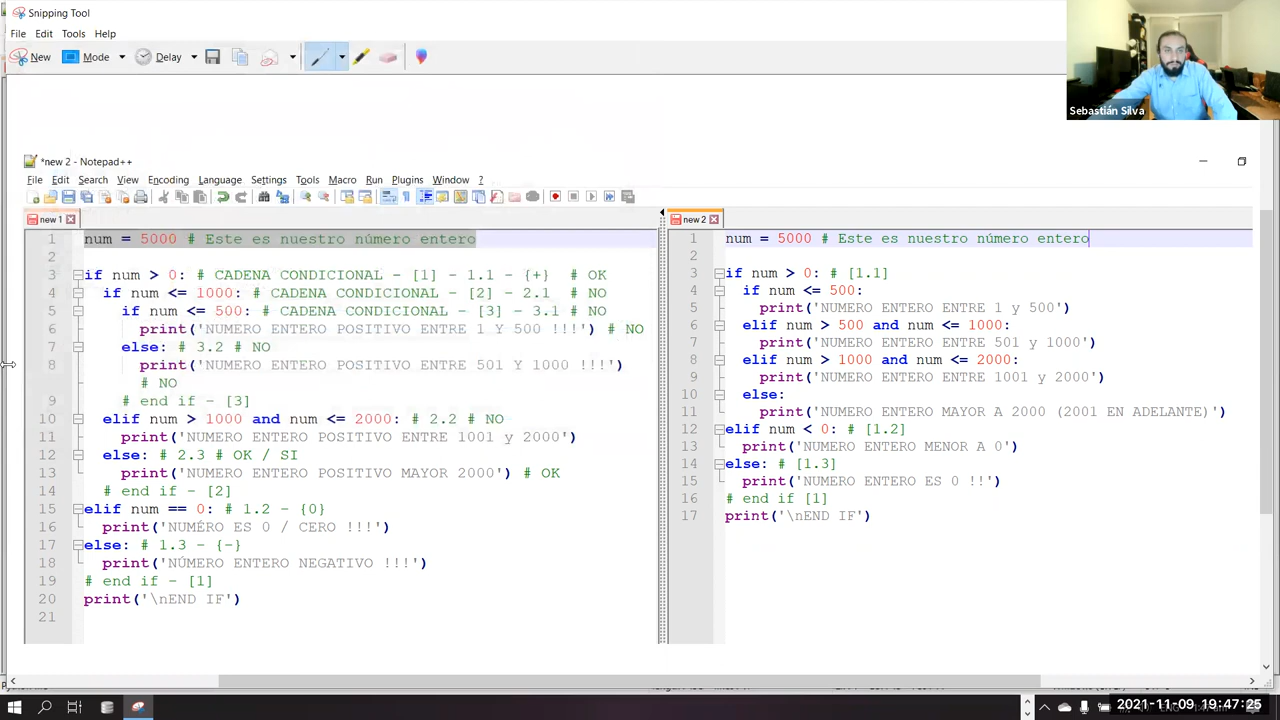 Snipping Tool
File Edit Tools Help
New Mode Delay
Sebastián Silva
*new 2 - Notepad++
File Edit Search View Encoding Language Settings Tools Macro Run Plugins Window ?
new 1
1 num = 5000 # Este es nuestro número entero
2
3 if num > 0: # CADENA CONDICIONAL - [1] - 1.1 - {+} # OK
4 if num <= 1000: # CADENA CONDICIONAL - [2] - 2.1 # NO
5 if num <= 500: # CADENA CONDICIONAL - [3] - 3.1 # NO
6 print('NUMERO ENTERO POSITIVO ENTRE 1 Y 500 !!!') # NO
7 else: # 3.2 # NO
8 print('NUMERO ENTERO POSITIVO ENTRE 501 Y 1000 !!!')
# NO
9 # end if - [3]
10 elif num > 1000 and num <= 2000: # 2.2 # NO
11 print('NUMERO ENTERO POSITIVO ENTRE 1001 y 2000')
12 else: # 2.3 # OK / SI
13 print('NUMERO ENTERO POSITIVO MAYOR 2000') # OK
14 # end if - [2]
15 elif num == 0: # 1.2 - {0}
16 print('NUMÉRO ES 0 / CERO !!!')
17 else: # 1.3 - {-}
18 print('NÚMERO ENTERO NEGATIVO !!!')
19 # end if - [1]
20 print('\nEND IF')
21
new 2
1 num = 5000 # Este es nuestro número entero
2
3 if num > 0: # [1.1]
4 if num <= 500:
5 print('NUMERO ENTERO ENTRE 1 y 500')
6 elif num > 500 and num <= 1000:
7 print('NUMERO ENTERO ENTRE 501 y 1000')
8 elif num > 1000 and num <= 2000:
9 print('NUMERO ENTERO ENTRE 1001 y 2000')
10 else:
11 print('NUMERO ENTERO MAYOR A 2000 (2001 EN ADELANTE)')
12 elif num < 0: # [1.2]
13 print('NUMERO ENTERO MENOR A 0')
14 else: # [1.3]
15 print('NUMERO ENTERO ES 0 !!')
16 # end if [1]
17 print('\nEND IF')
2021-11-09 19:47:25